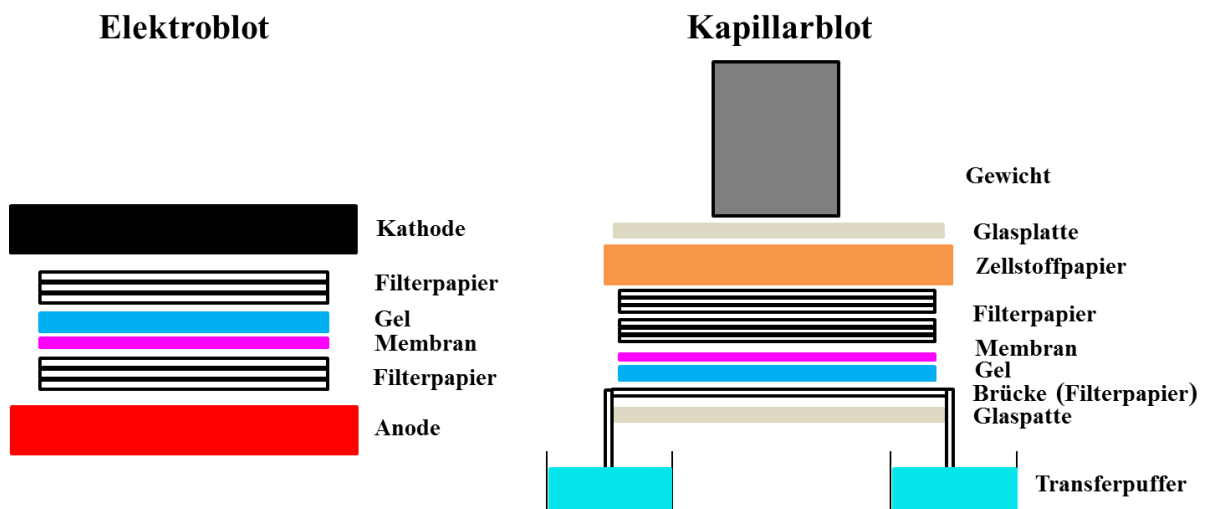 Elektroblot
Kathode
Filterpapier
Gel
Membran
Filterpapier
Anode
Kapillarblot
Gewicht
Glasplatte
Zellstoffpapier
Filterpapier
Membran
Gel
Brücke (Filterpapier)
Glaspatte
Transferpuffer